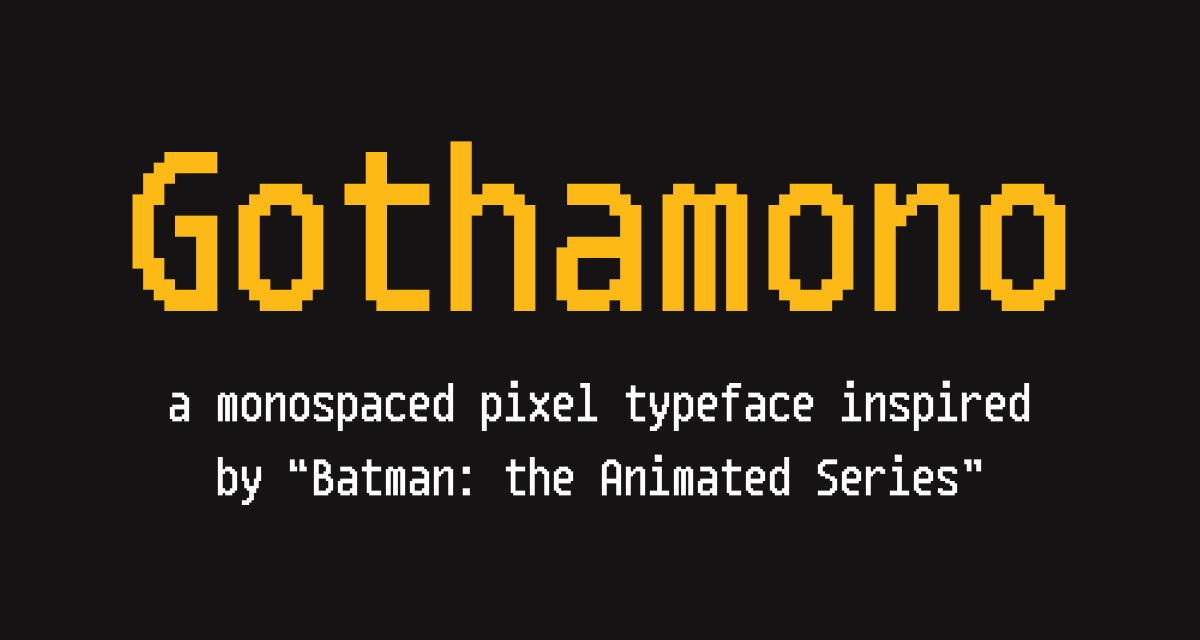 Gothamono
a monospaced pixel typeface inspired
by “Batman: the Animated Series”